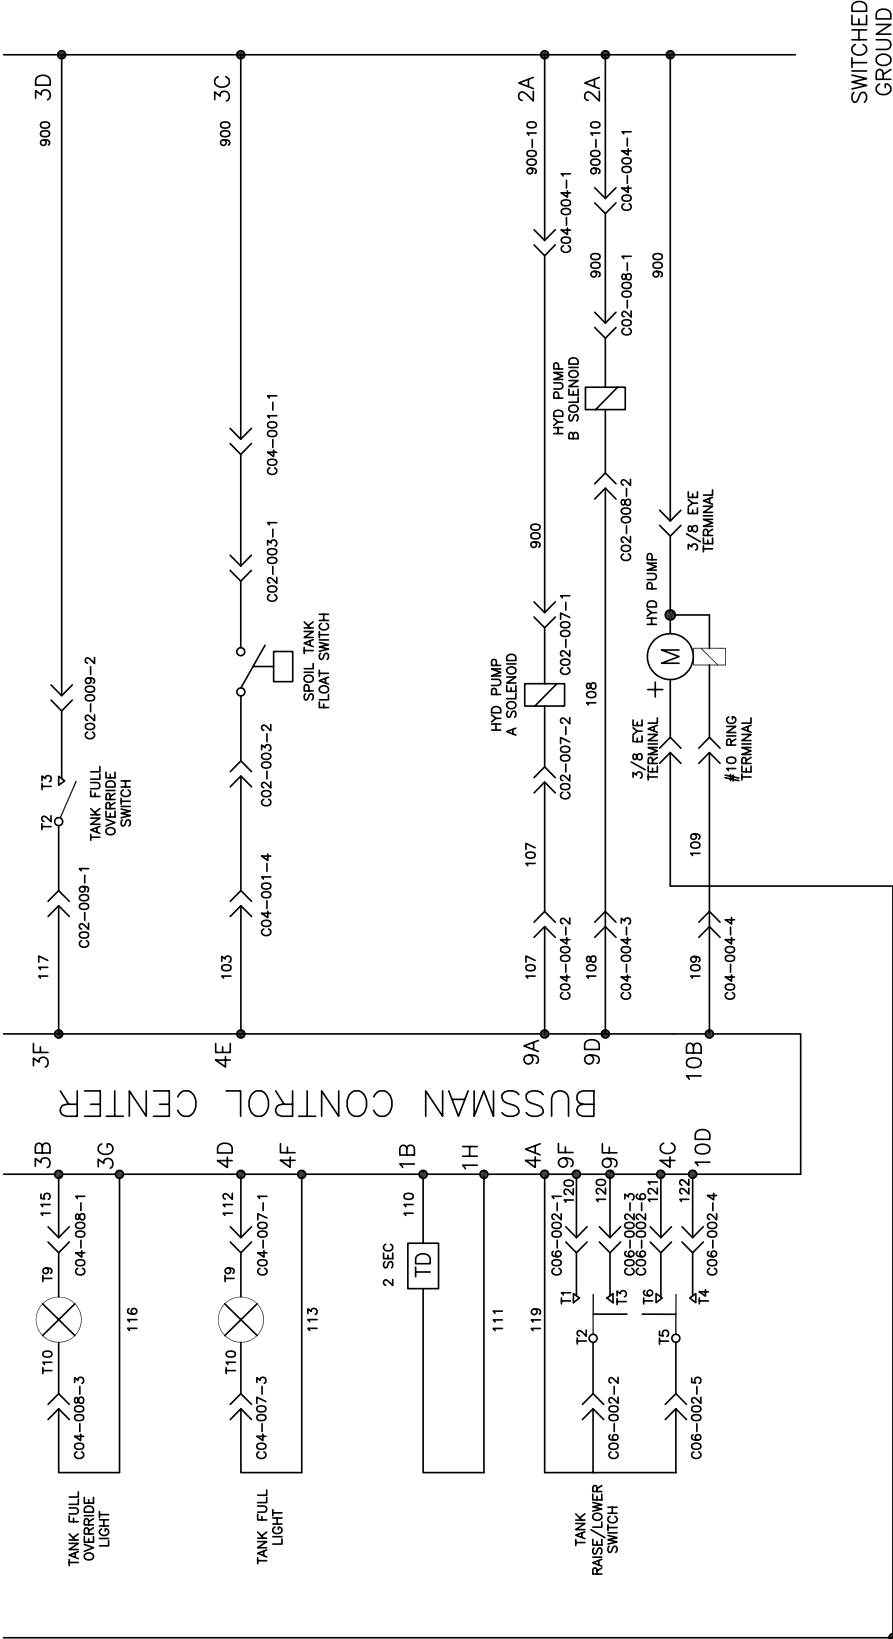 SWITCHED
GROUND
3D
900
3C
900
2A
900-10
2A
900-10
C04-004-1
C04-004-1
900
C02-008-1
900
HYD PUMP
B SOLENOID
C04-001-1
C02-003-1
C02-008-2
3/8 EYE
TERMINAL
900
HYD PUMP
C02-009-2
SPOIL TANK
FLOAT SWITCH
HYD PUMP
A SOLENOID
C02-007-1
108
M
+
T3
T2
TANK FULL
OVERRIDE
SWITCH
C02-003-2
C02-007-2
3/8 EYE
TERMINAL
#10 RING
TERMINAL
C02-009-1
C04-001-4
107
109
117
103
107
C04-004-2
108
C04-004-3
109
C04-004-4
3F
4E
9A
9D
10B
BUSSMAN CONTROL CENTER
3B
3G
4D
4F
1B
1H
4A
9F
9F
4C
10D
115
C04-008-1
112
C04-007-1
110
120
C06-002-1
120
C06-002-3
121
C06-002-6
122
C06-002-4
T9
T9
2 SEC
TD
T1
T3
T6
T4
116
113
111
119
T10
T10
T2
T5
C04-008-3
C04-007-3
C06-002-2
C06-002-5
TANK FULL
OVERRIDE
LIGHT
TANK FULL
LIGHT
TANK
RAISE/LOWER
SWITCH